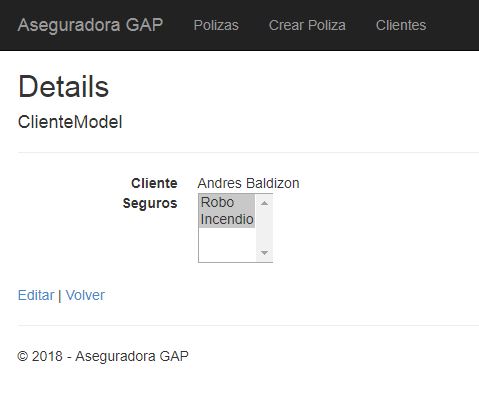 Aseguradora GAP Polizas Crear Poliza Clientes
Details
ClienteModel
Cliente Andres Baldizon
Seguros Robo
Incendio
Editar | Volver
© 2018 - Aseguradora GAP